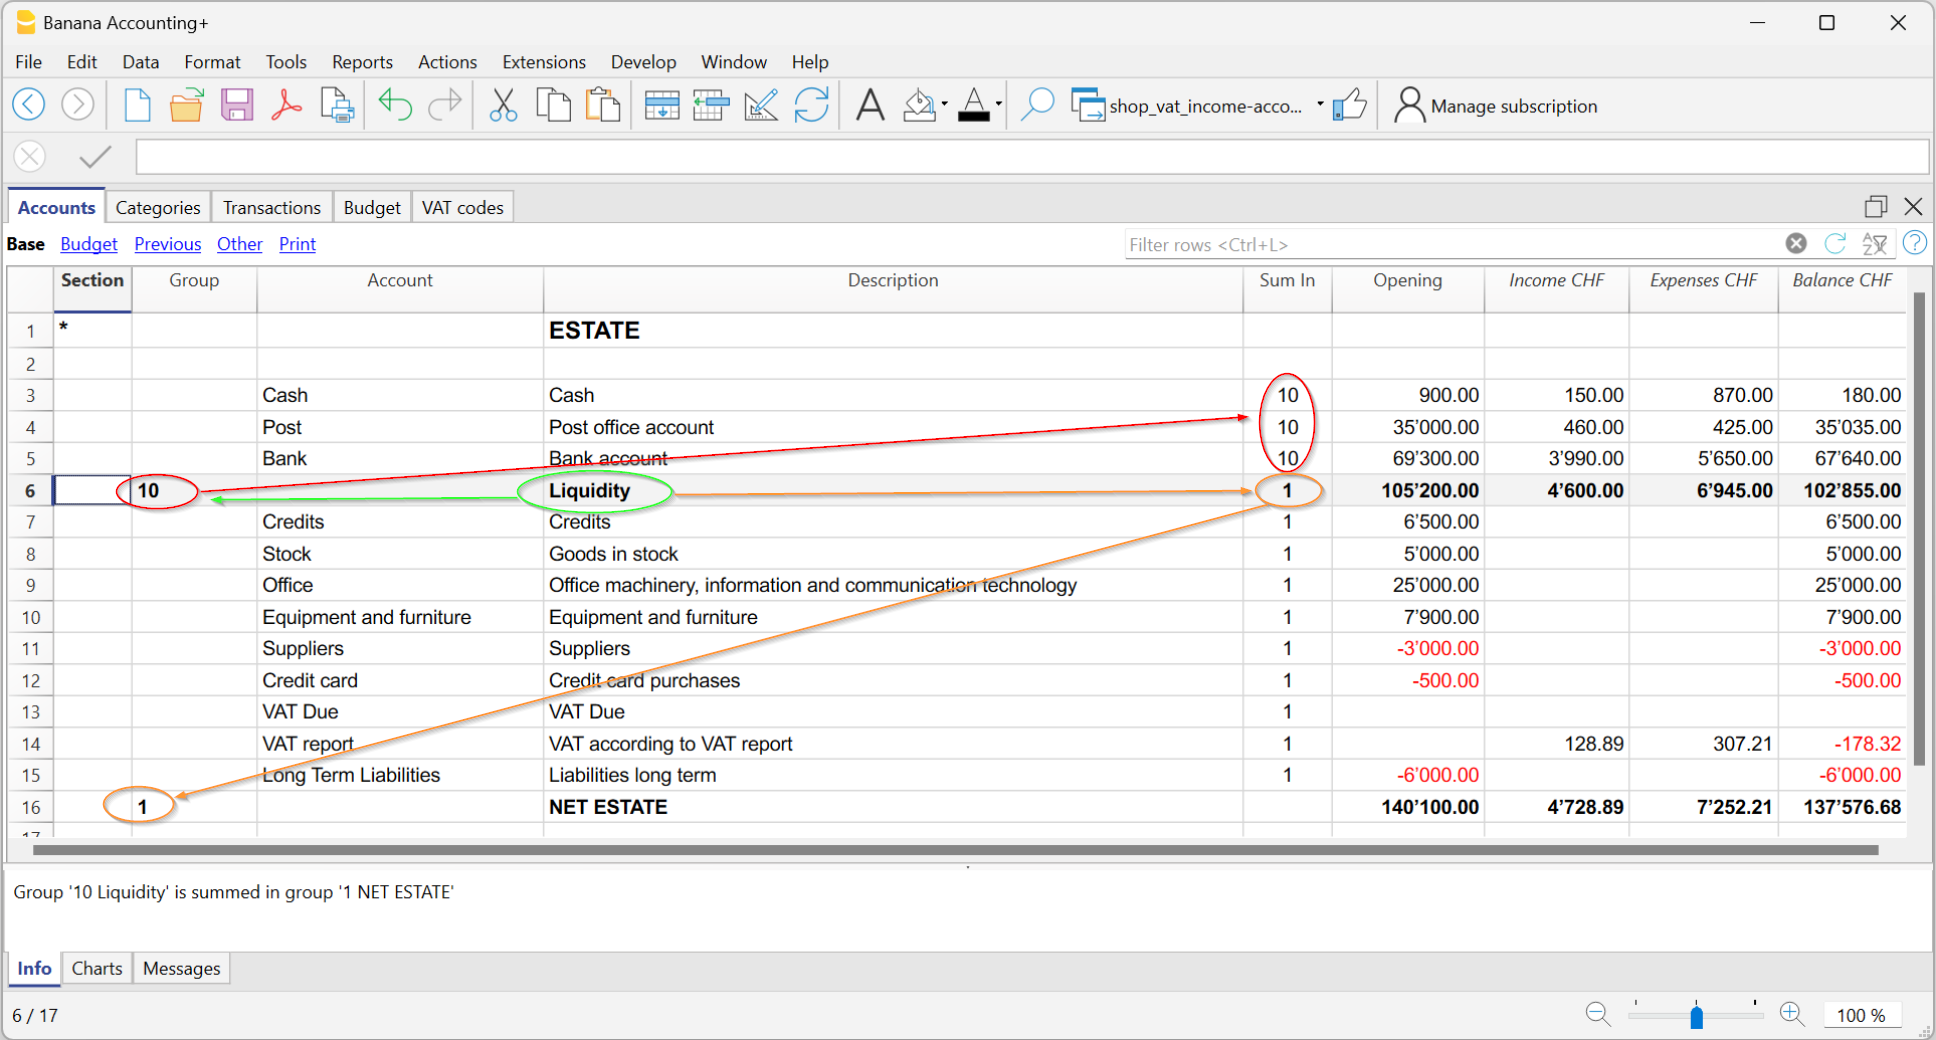 Banana Accounting+
File Edit Data Format Tools Reports Actions Extensions Develop Window Help
shop_vat_income-acco... Manage subscription
Accounts Categories Transactions Budget VAT codes
Base Budget Previous Other Print Filter rows <Ctrl+L>
Section Group Account Description Sum In Opening Income CHF Expenses CHF Balance CHF
1 * ESTATE
2
3 Cash Cash 10 900.00 150.00 870.00 180.00
4 Post Post office account 10 35’000.00 460.00 425.00 35’035.00
5 Bank Bank account 10 69’300.00 3’990.00 5’650.00 67’640.00
6 10 Liquidity 1 105’200.00 4’600.00 6’945.00 102’855.00
7 Credits Credits 1 6’500.00 6’500.00
8 Stock Goods in stock 1 5’000.00 5’000.00
9 Office Office machinery, information and communication technology 1 25’000.00 25’000.00
10 Equipment and furniture Equipment and furniture 1 7’900.00 7’900.00
11 Suppliers Suppliers 1 -3’000.00 -3’000.00
12 Credit card Credit card purchases 1 -500.00 -500.00
13 VAT Due VAT Due 1
14 VAT report VAT according to VAT report 1 128.89 307.21 -178.32
15 Long Term Liabilities Liabilities long term 1 -6’000.00 -6’000.00
16 1 NET ESTATE 140’100.00 4’728.89 7’252.21 137’576.68
17
Group '10 Liquidity' is summed in group '1 NET ESTATE'
Info Charts Messages
6 / 17 100 %